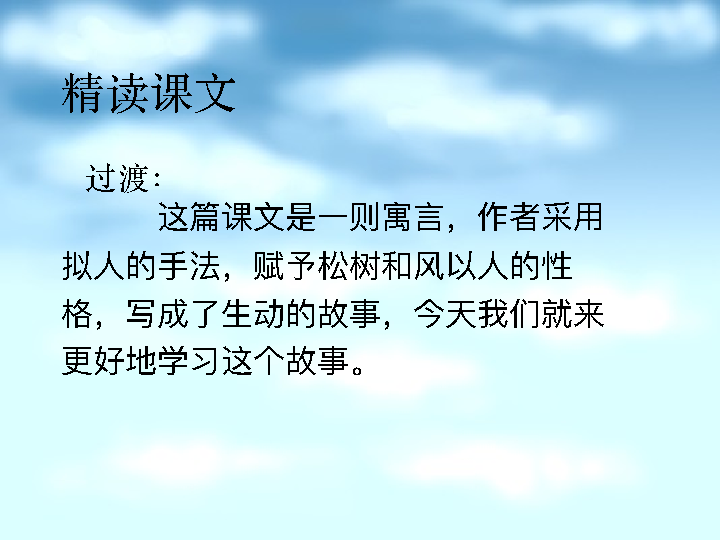 精读课文
过渡：
这篇课文是一则寓言，作者采用
拟人的手法，赋予松树和风以人的性
格，写成了生动的故事，今天我们就来
更好地学习这个故事。